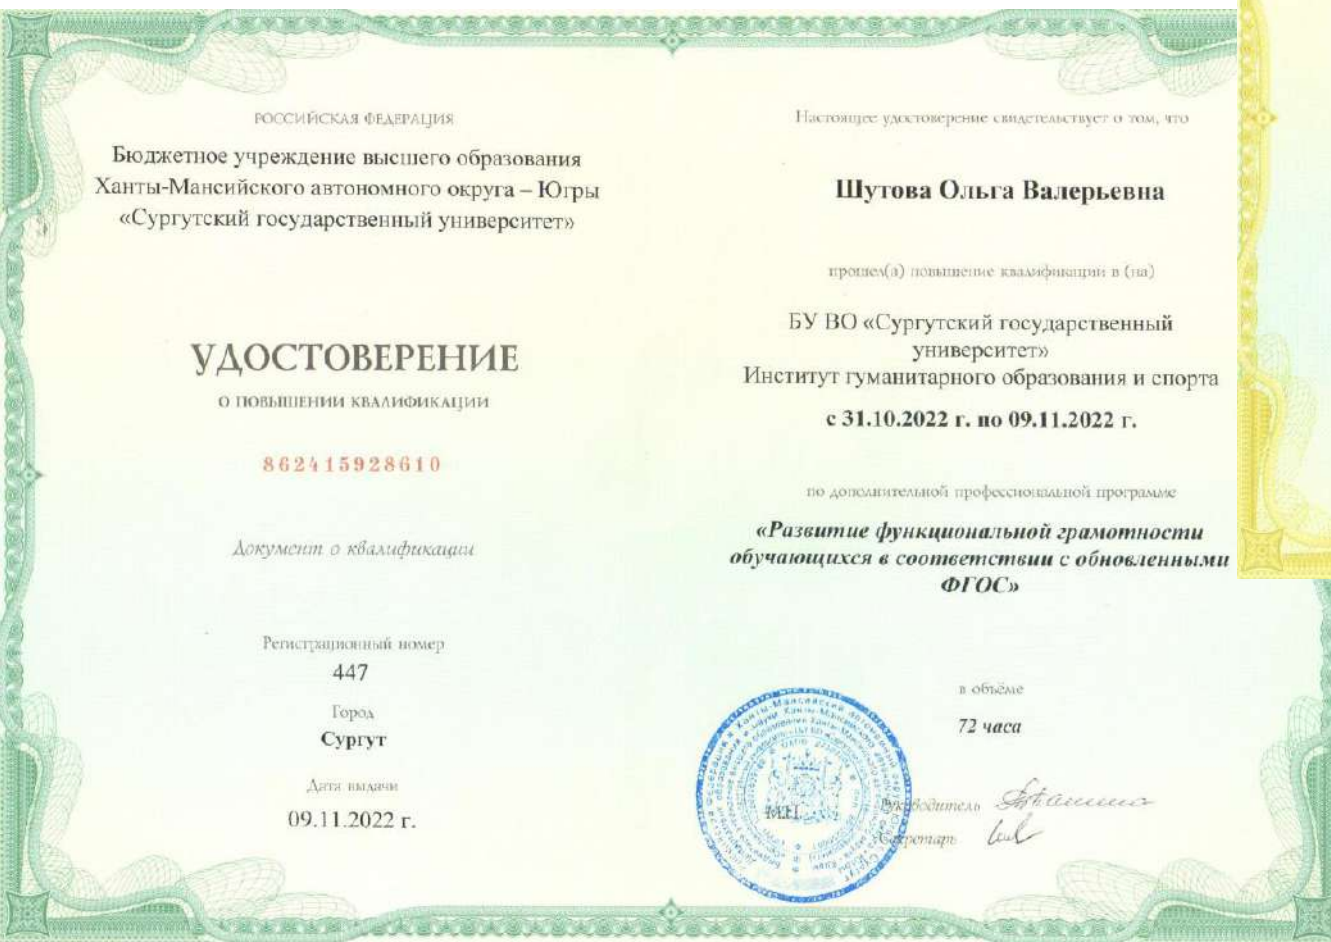 РОССИЙСКАЯ ФЕДЕРАЦИЯ
Бюджетное учреждение высшего образования
Ханты-Мансийского автономного округа – Югры
«Сургутский государственный университет»
УДОСТОВЕРЕНИЕ
О ПОВЫШЕНИИ КВАЛИФИКАЦИИ
862415928610
Документ о квалификации
Регистрационный номер
447
Город
Сургут
Дата выдачи
09.11.2022 г.
Настоящее удостоверение свидетельствует о том, что
Шутова Ольга Валерьевна
прошел(а) повышение квалификации в (на)
БУ ВО «Сургутский государственный
университет»
Институт гуманитарного образования и спорта
с 31.10.2022 г. по 09.11.2022 г.
по дополнительной профессиональной программе
«Развитие функциональной грамотности
обучающихся в соответствии с обновленными
ФГОС»
в объёме
72 часа
М.П.
Руководитель
Секретарь